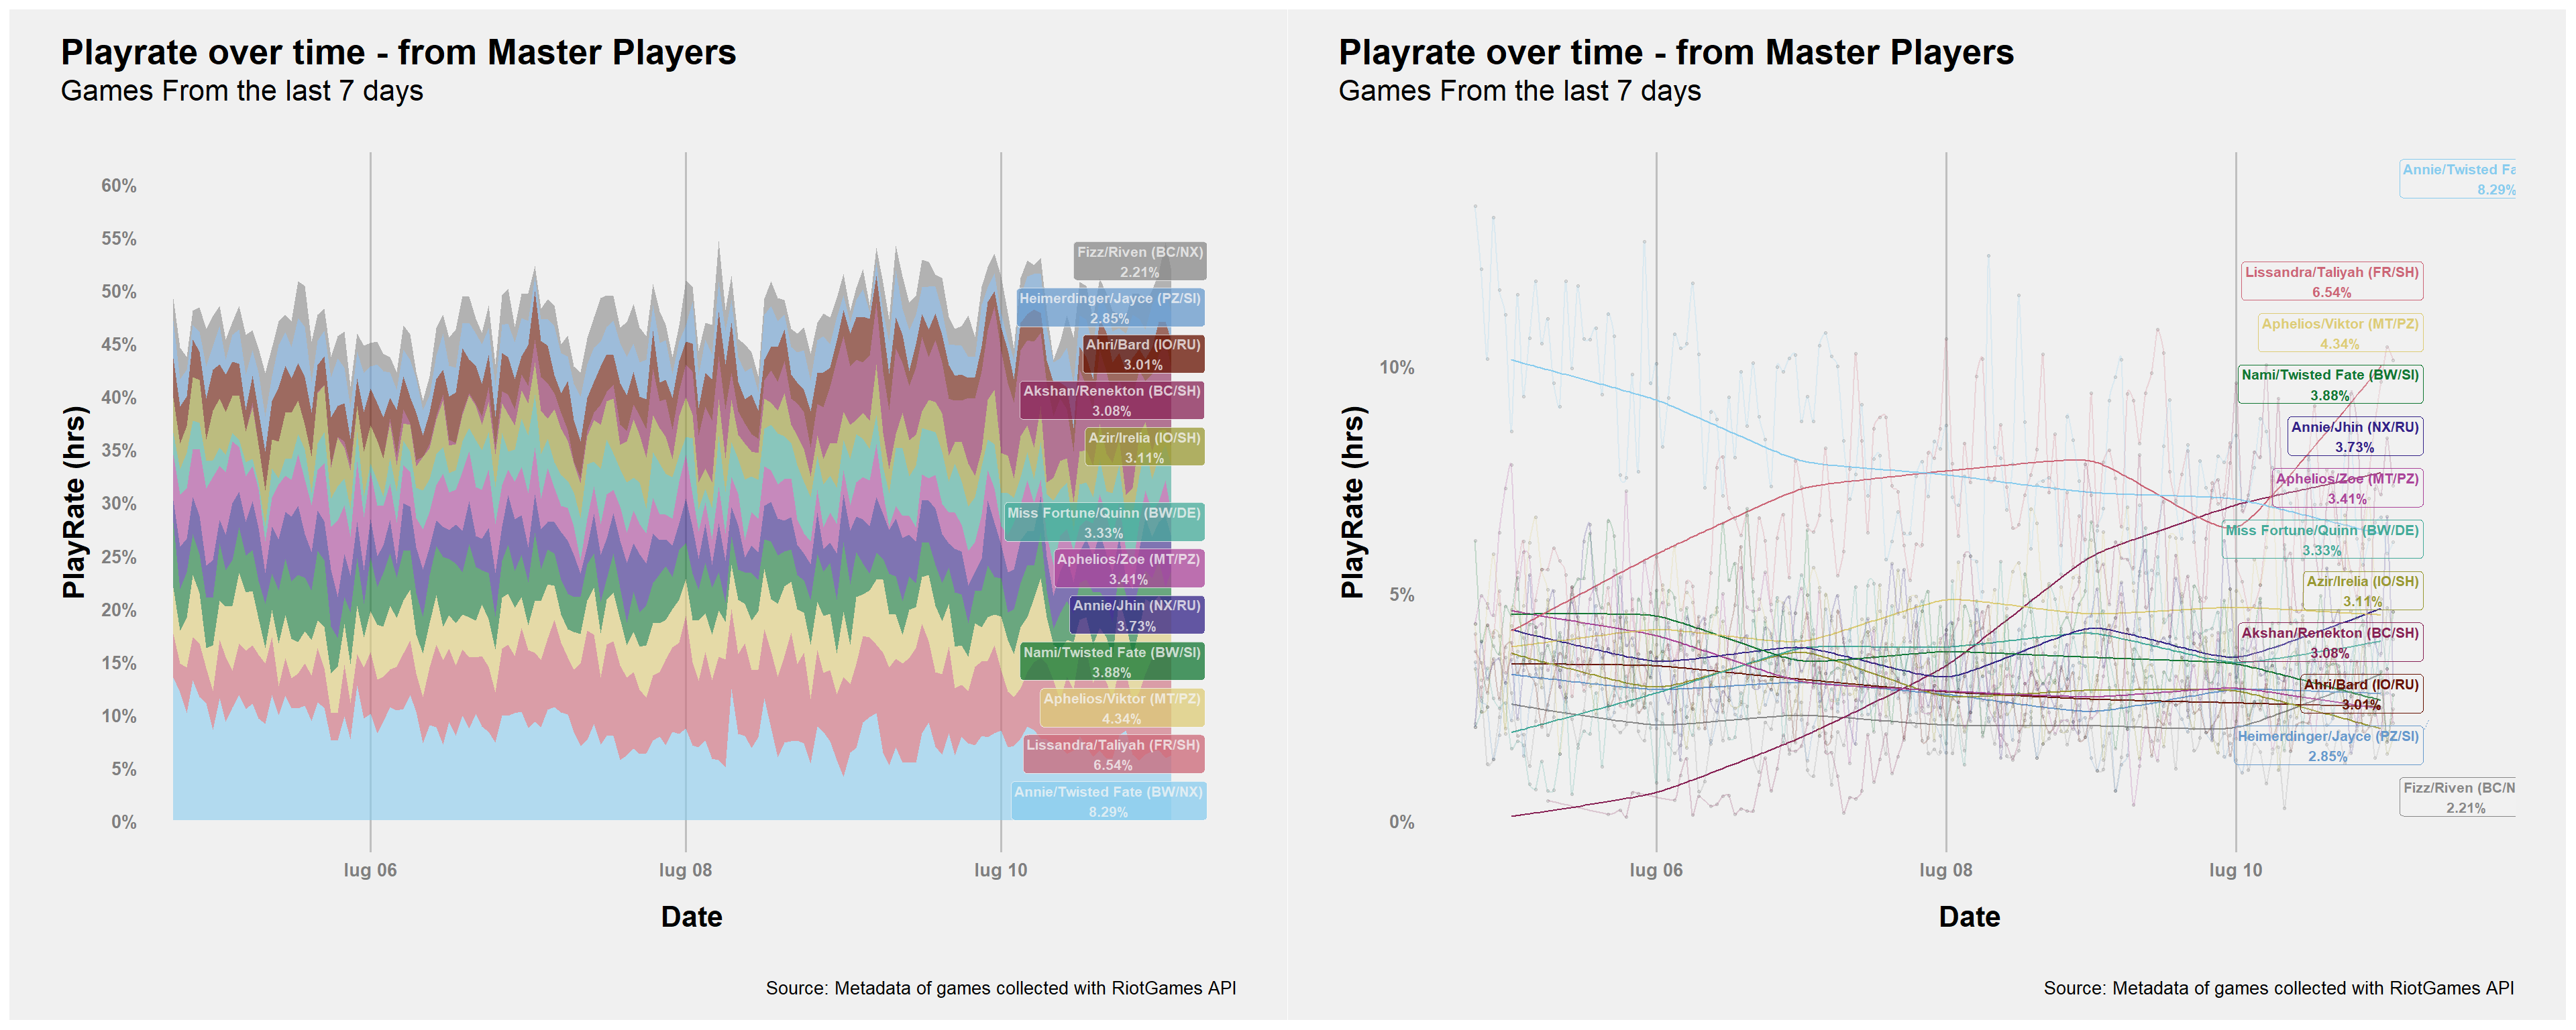 Playrate over time - from Master Players
Games From the last 7 days
PlayRate (hrs)
60%
55%
50%
45%
40%
35%
30%
25%
20%
15%
10%
5%
0%
Fizz/Riven (BC/NX)
2.21%
Heimerdinger/Jayce (PZ/SI)
2.85%
Ahri/Bard (IO/RU)
3.01%
Akshan/Renekton (BC/SH)
3.08%
Azir/Irelia (IO/SH)
3.11%
Miss Fortune/Quinn (BW/DE)
3.33%
Aphelios/Zoe (MT/PZ)
3.41%
Annie/Jhin (NX/RU)
3.73%
Nami/Twisted Fate (BW/SI)
3.88%
Aphelios/Viktor (MT/PZ)
4.34%
Lissandra/Taliyah (FR/SH)
6.54%
Annie/Twisted Fate (BW/NX)
8.29%
lug 06
lug 08
lug 10
Date
Source: Metadata of games collected with RiotGames API
Playrate over time - from Master Players
Games From the last 7 days
PlayRate (hrs)
10%
5%
0%
Annie/Twisted Fa
8.29%
Lissandra/Taliyah (FR/SH)
6.54%
Aphelios/Viktor (MT/PZ)
4.34%
Nami/Twisted Fate (BW/SI)
3.88%
Annie/Jhin (NX/RU)
3.73%
Aphelios/Zoe (MT/PZ)
3.41%
Miss Fortune/Quinn (BW/DE)
3.33%
Azir/Irelia (IO/SH)
3.11%
Akshan/Renekton (BC/SH)
3.08%
Ahri/Bard (IO/RU)
3.01%
Heimerdinger/Jayce (PZ/SI)
2.85%
Fizz/Riven (BC/N
2.21%
lug 06
lug 08
lug 10
Date
Source: Metadata of games collected with RiotGames API